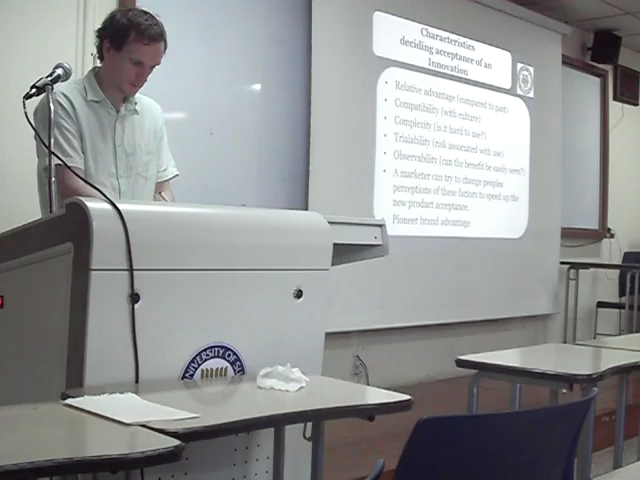 Characteristics
deciding acceptance of an
Innovation
• Relative advantage (compared to part)
• Compatibility (with culture)
• Complexity (is it hard to use?)
• Trialability (risk associated with use)
• Observability (can the benefit be easily seen?)
• A marketer can try to change peoples
perceptions of these factors to speed up the
new product acceptance.
Pioneer brand advantage
UNIVERSITY OF